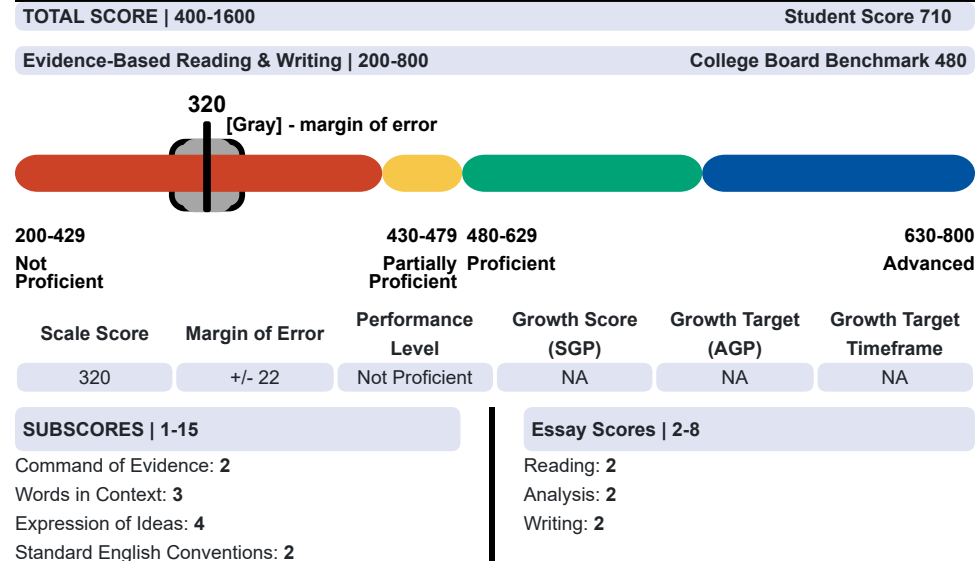 TOTAL SCORE | 400-1600 Student Score 710
Evidence-Based Reading & Writing | 200-800 College Board Benchmark 480
320
[Gray] - margin of error
200-429 430-479 480-629 630-800
Not Proficient Partially Proficient Proficient Advanced
Scale Score Margin of Error Performance Level Growth Score (SGP) Growth Target (AGP) Growth Target Timeframe
320 +/- 22 Not Proficient NA NA NA
SUBSCORES | 1-15
Command of Evidence: 2
Words in Context: 3
Expression of Ideas: 4
Standard English Conventions: 2
Essay Scores | 2-8
Reading: 2
Analysis: 2
Writing: 2